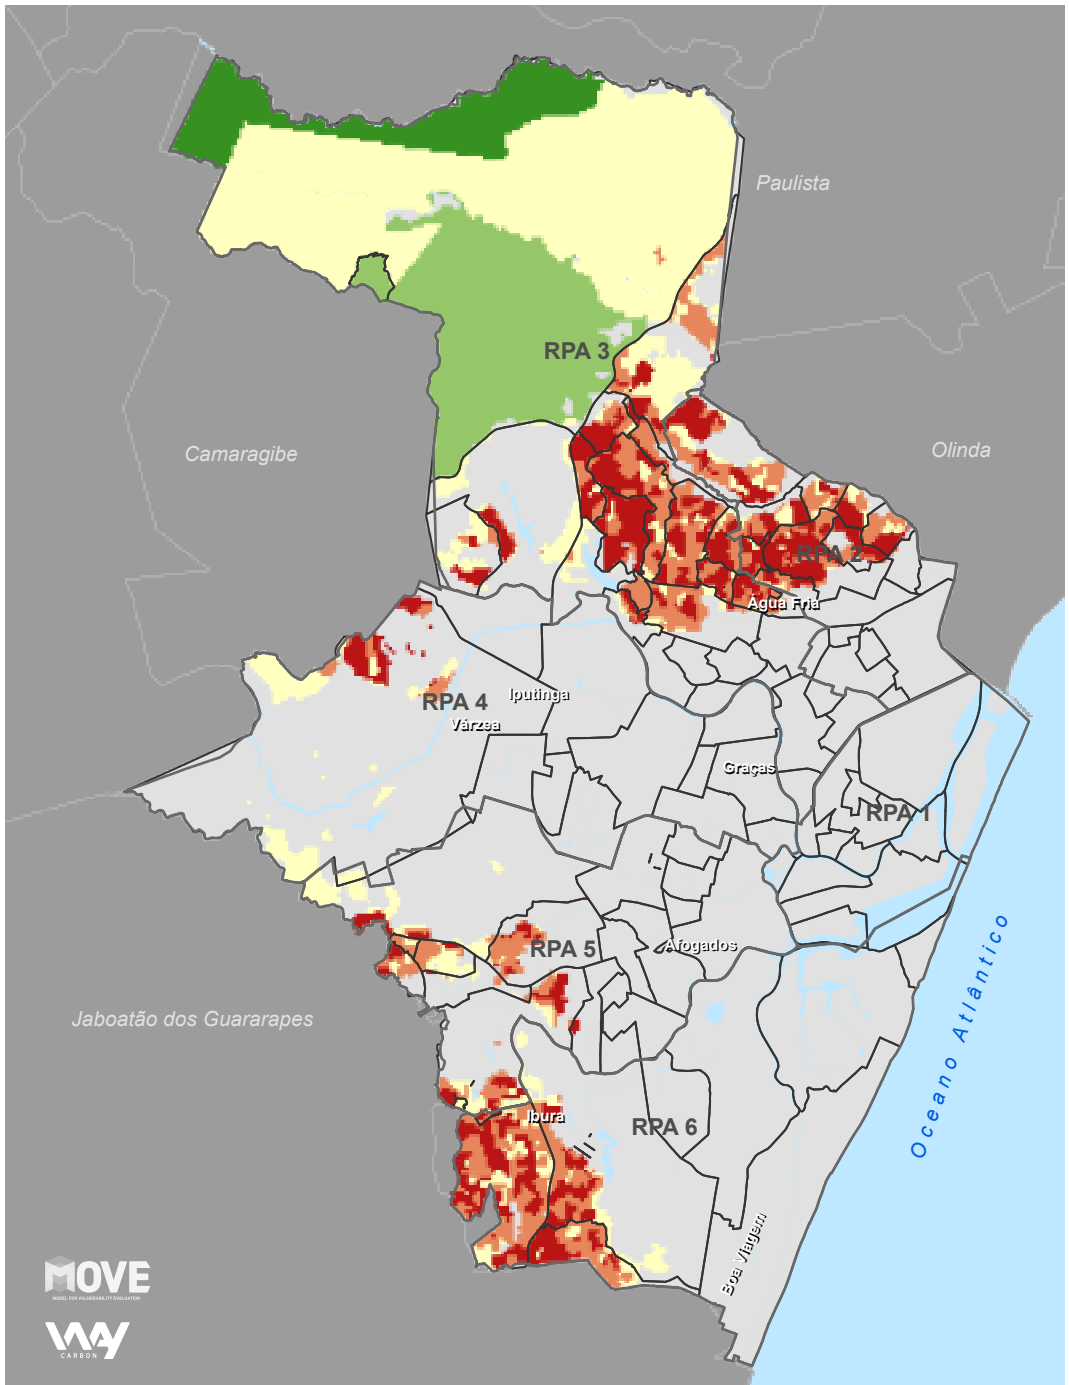 Paulista
RPA 3
Camaragibe
Olinda
RPA 2
Água Fria
Iputinga
RPA 4
Várzea
Graças
RPA 1
Afogados
RPA 5
Oceano Atlântico
Jaboatão dos Guararapes
Ibura
RPA 6
Boa Viagem
MOVE
MODEL FOR VULNERABILITY EVALUATION
WAY
CARBON